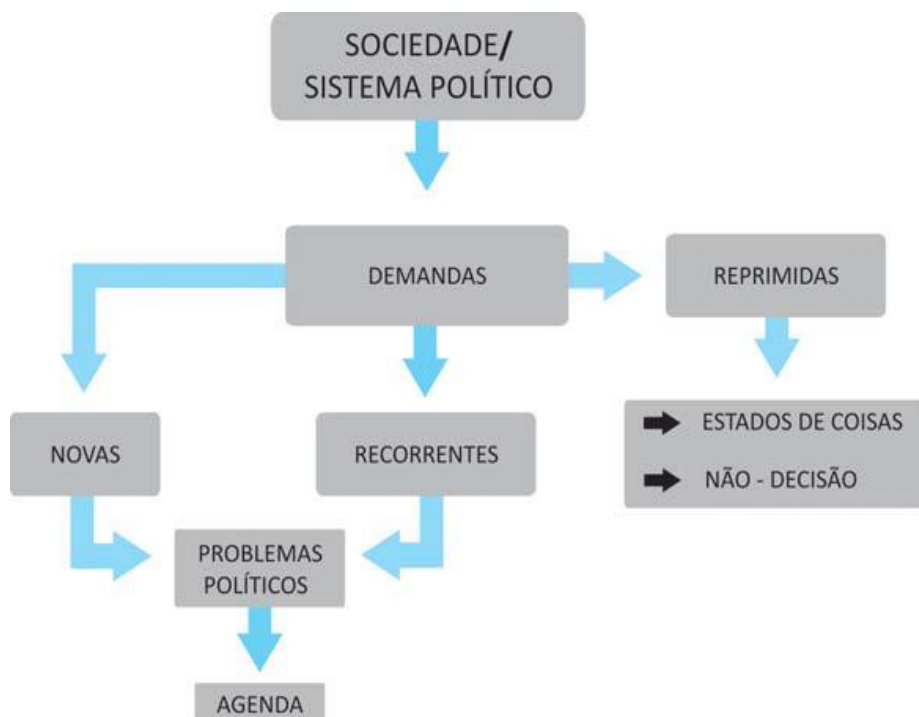 SOCIEDADE/
SISTEMA POLÍTICO
DEMANDAS
REPRIMIDAS
NOVAS
RECORRENTES
ESTADOS DE COISAS
NÃO - DECISÃO
PROBLEMAS
POLÍTICOS
AGENDA